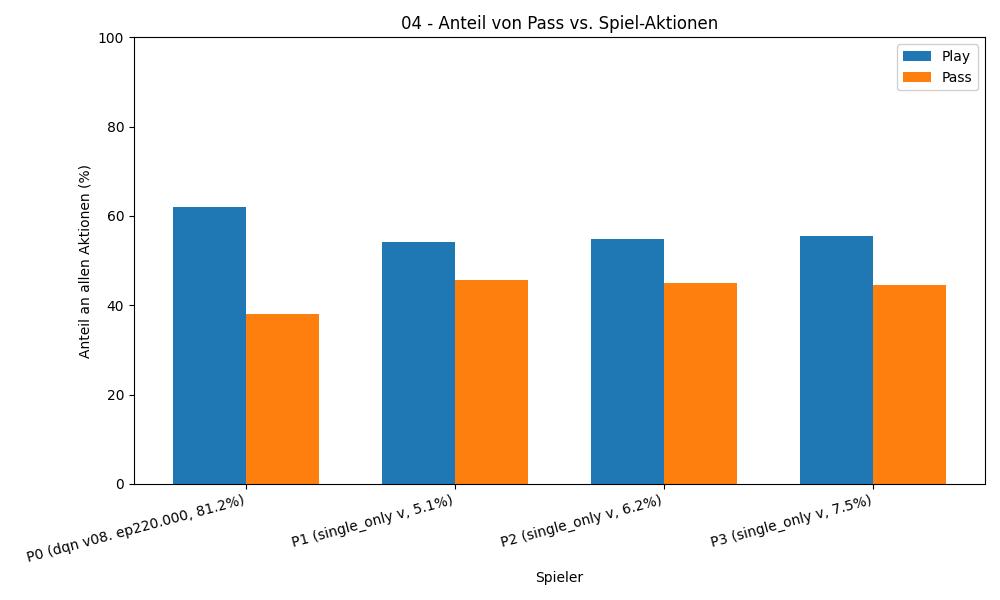 04 - Anteil von Pass vs. Spiel-Aktionen
Play
Pass
Anteil an allen Aktionen (%)
100
80
60
40
20
0
P0 (dqn v08. ep220.000, 81.2%)
P1 (single_only v, 5.1%)
P2 (single_only v, 6.2%)
P3 (single_only v, 7.5%)
Spieler